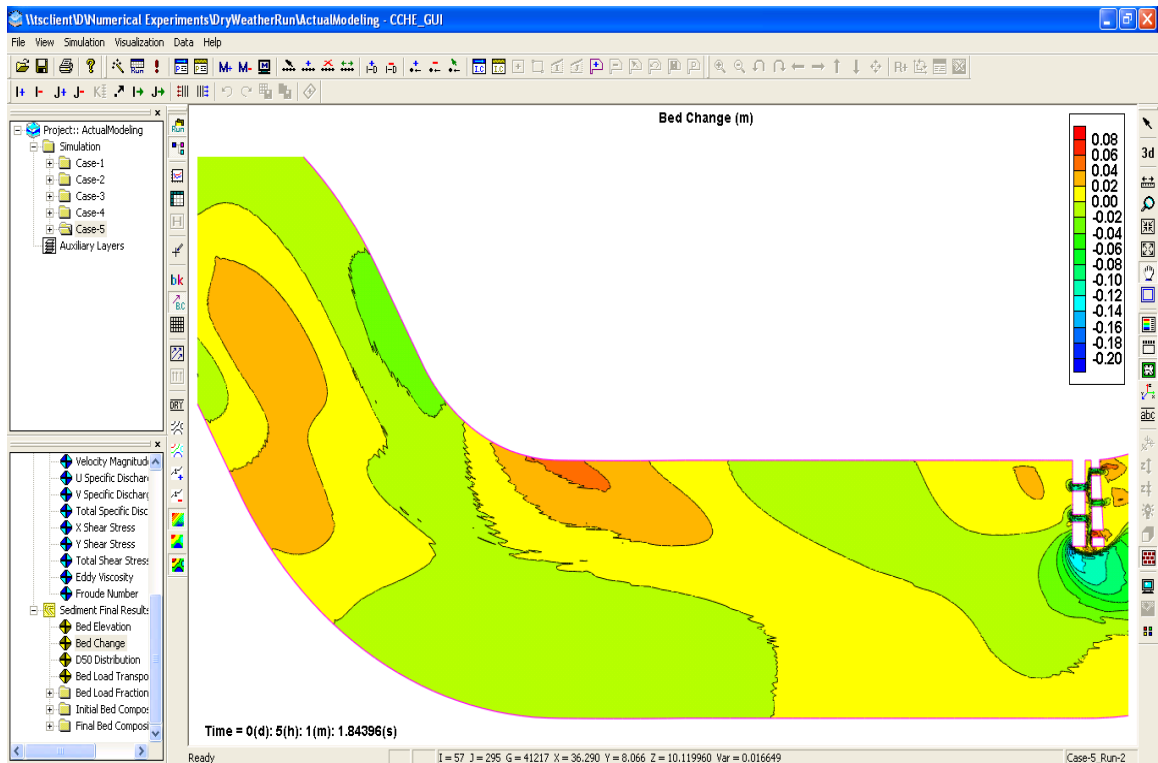 \\tsclient\D\Numerical Experiments\DryWeatherRun\ActualModeling - CCHE_GUI
File View Simulation Visualization Data Help
Project:: ActualModeling
Simulation
Case-1
Case-2
Case-3
Case-4
Case-5
Auxiliary Layers
Velocity Magnitud
U Specific Dischar
V Specific Discharg
Total Specific Disc
X Shear Stress
Y Shear Stress
Total Shear Stress
Eddy Viscosity
Froude Number
Sediment Final Results
Bed Elevation
Bed Change
D50 Distribution
Bed Load Transpo
Bed Load Fraction
Initial Bed Compos
Final Bed Composi
Run
bk
B.C
DRY
Bed Change (m)
0.08
0.06
0.04
0.02
0.00
-0.02
-0.04
-0.06
-0.08
-0.10
-0.12
-0.14
-0.16
-0.18
-0.20
3d
abc
Time = 0(d): 5(h): 1(m): 1.84396(s)
Ready
I = 57 J = 295 G = 41217 X = 36.290 Y = 8.066 Z = 10.119960 Var = 0.016649
Case-5 Run-2